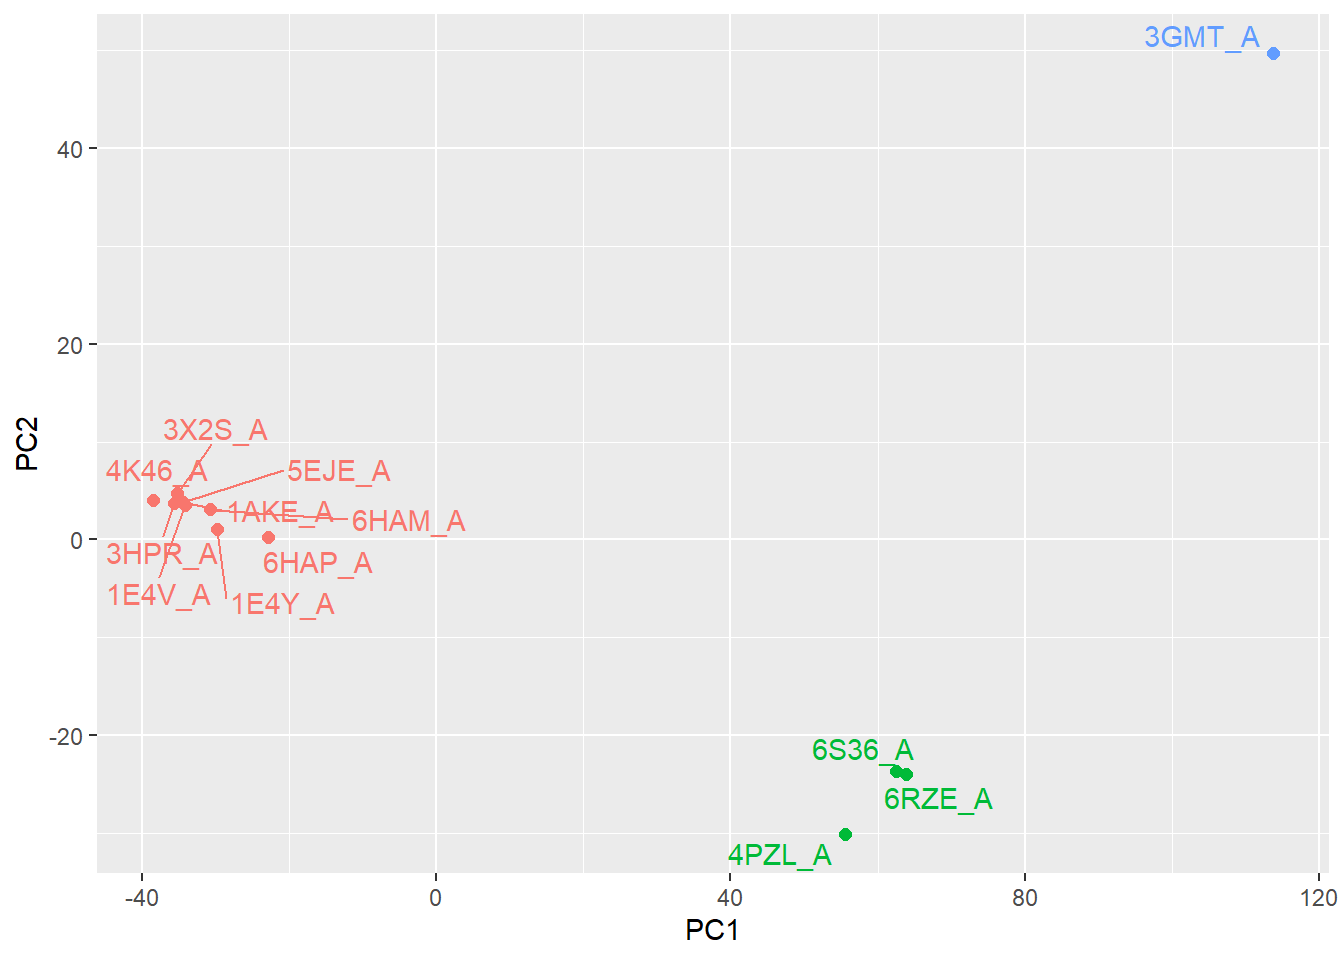 3GMT_A
40
20
PC2
3X2S_A
4K46_A
5EJE_A
1AKE_A
6HAM_A
0
3HPR_A
6HAP_A
1E4V_A
1E4Y_A
-20
6S36_A
6RZE_A
4PZL_A
-40
0
40
80
120
PC1